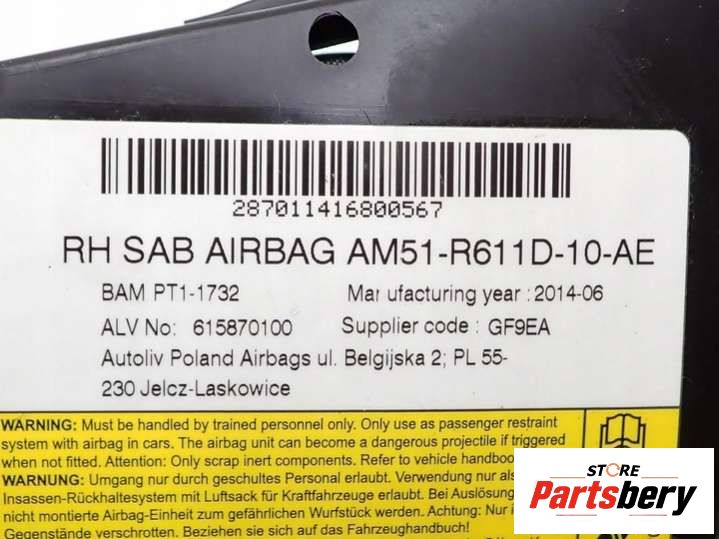 287011416800567
RH SAB AIRBAG AM51-R611D-10-AE
BAM PT1-1732 Manufacturing year : 2014-06
ALV No: 615870100 Supplier code : GF9EA
Autoliv Poland Airbags ul. Belgijska 2; PL 55-
230 Jelcz-Laskowice
WARNING: Must be handled by trained personnel only. Only use as passenger restraint
system with airbag in cars. The airbag unit can become a dangerous projectile if triggered
when not fitted. Attention: Only scrap inert components. Refer to vehicle handbook
WARNUNG: Umgang nur durch geschultes Personal erlaubt. Verwendung nur als
Insassen-Rückhaltesystem mit Luftsack für Kraftfahrzeuge erlaubt. Bei Auslösung
nicht montierte Airbag-Einheit zum gefährlichen Wurfstück werden. Achtung: Nur i
Gegenstände verschrotten. Beziehen sie sich auf das Fahrzeughandbuch!
STORE
Partsbery